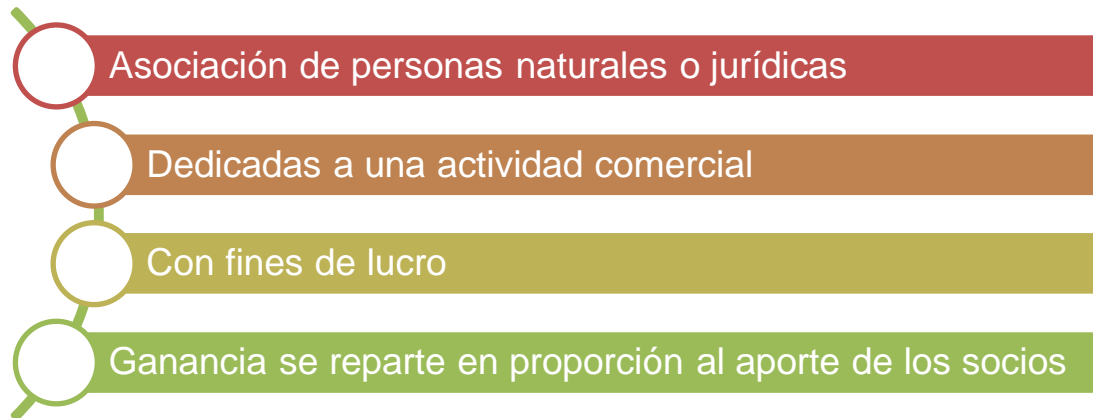 Asociación de personas naturales o jurídicas
Dedicadas a una actividad comercial
Con fines de lucro
Ganancia se reparte en proporción al aporte de los socios